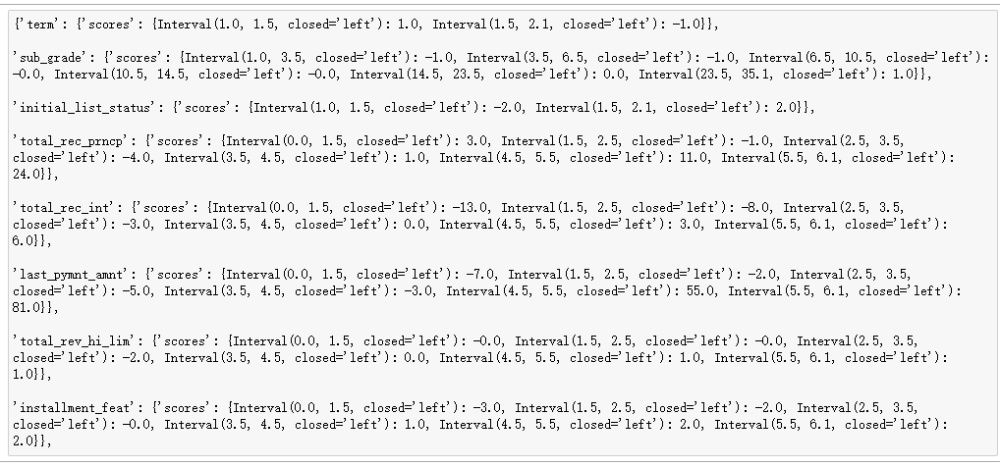 {'term': {'scores': {Interval(1.0, 1.5, closed='left'): 1.0, Interval(1.5, 2.1, closed='left'): -1.0}},
'sub_grade': {'scores': {Interval(1.0, 3.5, closed='left'): -1.0, Interval(3.5, 6.5, closed='left'): -1.0, Interval(6.5, 10.5, closed='left'):
-0.0, Interval(10.5, 14.5, closed='left'): -0.0, Interval(14.5, 23.5, closed='left'): 0.0, Interval(23.5, 35.1, closed='left'): 1.0}},
'initial_list_status': {'scores': {Interval(1.0, 1.5, closed='left'): -2.0, Interval(1.5, 2.1, closed='left'): 2.0}},
'total_rec_prncp': {'scores': {Interval(0.0, 1.5, closed='left'): 3.0, Interval(1.5, 2.5, closed='left'): -1.0, Interval(2.5, 3.5,
closed='left'): -4.0, Interval(3.5, 4.5, closed='left'): 1.0, Interval(4.5, 5.5, closed='left'): 11.0, Interval(5.5, 6.1, closed='left'):
24.0}},
'total_rec_int': {'scores': {Interval(0.0, 1.5, closed='left'): -13.0, Interval(1.5, 2.5, closed='left'): -8.0, Interval(2.5, 3.5,
closed='left'): -3.0, Interval(3.5, 4.5, closed='left'): 0.0, Interval(4.5, 5.5, closed='left'): 3.0, Interval(5.5, 6.1, closed='left'):
6.0}},
'last_pymnt_amnt': {'scores': {Interval(0.0, 1.5, closed='left'): -7.0, Interval(1.5, 2.5, closed='left'): -2.0, Interval(2.5, 3.5,
closed='left'): -5.0, Interval(3.5, 4.5, closed='left'): -3.0, Interval(4.5, 5.5, closed='left'): 55.0, Interval(5.5, 6.1, closed='left'):
81.0}},
'total_rev_hi_lim': {'scores': {Interval(0.0, 1.5, closed='left'): -0.0, Interval(1.5, 2.5, closed='left'): -0.0, Interval(2.5, 3.5,
closed='left'): -2.0, Interval(3.5, 4.5, closed='left'): 0.0, Interval(4.5, 5.5, closed='left'): 1.0, Interval(5.5, 6.1, closed='left'):
1.0}},
'installment_feat': {'scores': {Interval(0.0, 1.5, closed='left'): -3.0, Interval(1.5, 2.5, closed='left'): -2.0, Interval(2.5, 3.5,
closed='left'): -0.0, Interval(3.5, 4.5, closed='left'): 1.0, Interval(4.5, 5.5, closed='left'): 2.0, Interval(5.5, 6.1, closed='left'):
2.0}},